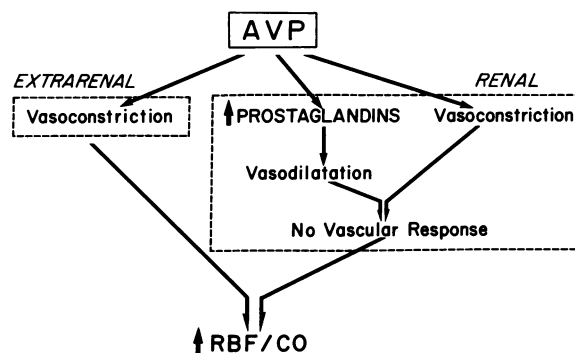 AVP
EXTRARENAL
RENAL
Vasoconstriction
↑ PROSTAGLANDINS
Vasoconstriction
Vasodilatation
No Vascular Response
↑ RBF/CO